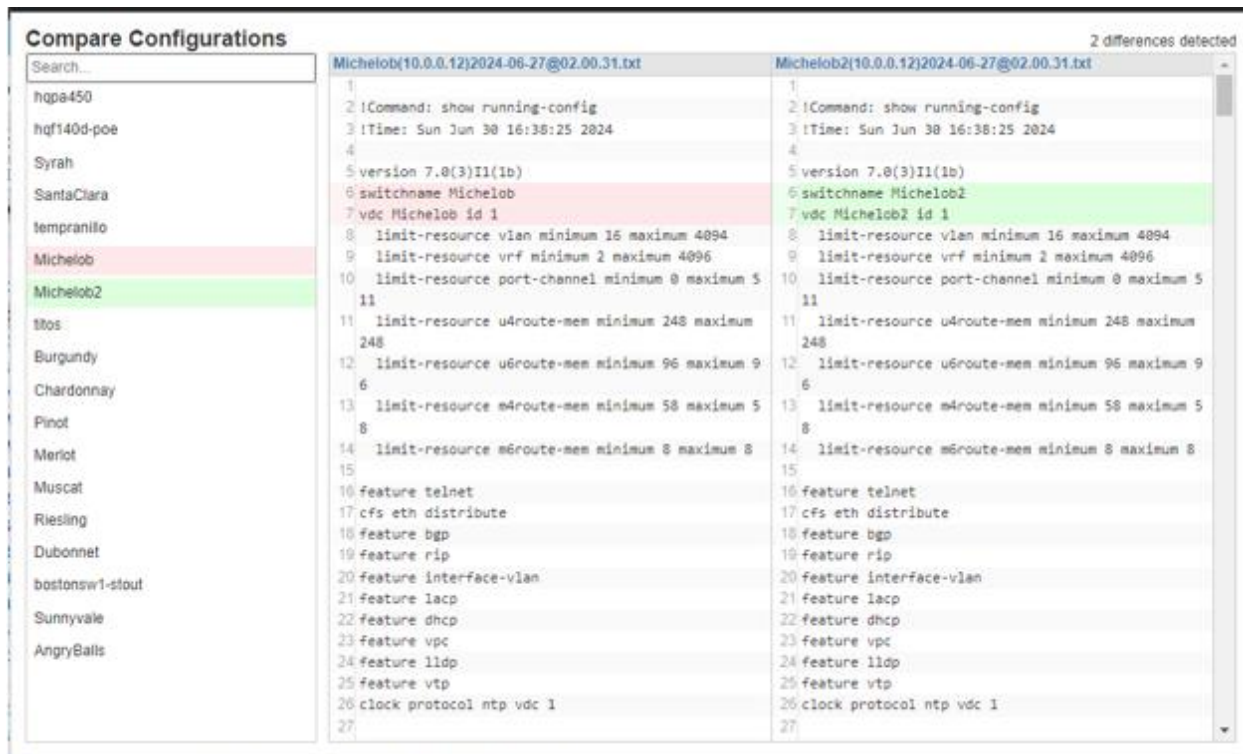 Compare Configurations
2 differences detected
Search...
hqpa450
hqf140d-poe
Syrah
SantaClara
tempranillo
Michelob
Michelob2
titos
Burgundy
Chardonnay
Pinot
Merlot
Muscat
Riesling
Dubonnet
bostonsw1-stout
Sunnyvale
AngryBalls
Michelob(10.0.0.12)2024-06-27@02.00.31.txt
1
2 !Command: show running-config
3 !Time: Sun Jun 30 16:38:25 2024
4
5 version 7.0(3)I1(1b)
6 switchname Michelob
7 vdc Michelob id 1
8 limit-resource vlan minimum 16 maximum 4094
9 limit-resource vrf minimum 2 maximum 4096
10 limit-resource port-channel minimum 0 maximum 5
11
11 limit-resource u4route-mem minimum 248 maximum
248
12 limit-resource u6route-mem minimum 96 maximum 9
6
13 limit-resource m4route-mem minimum 58 maximum 5
8
14 limit-resource m6route-mem minimum 8 maximum 8
15
16 feature telnet
17 cfs eth distribute
18 feature bgp
19 feature rip
20 feature interface-vlan
21 feature lacp
22 feature dhcp
23 feature vpc
24 feature lldp
25 feature vtp
26 clock protocol ntp vdc 1
27
Michelob2(10.0.0.12)2024-06-27@02.00.31.txt
1
2 !Command: show running-config
3 !Time: Sun Jun 30 16:38:25 2024
4
5 version 7.0(3)I1(1b)
6 switchname Michelob2
7 vdc Michelob2 id 1
8 limit-resource vlan minimum 16 maximum 4094
9 limit-resource vrf minimum 2 maximum 4096
10 limit-resource port-channel minimum 0 maximum 5
11
11 limit-resource u4route-mem minimum 248 maximum
248
12 limit-resource u6route-mem minimum 96 maximum 9
6
13 limit-resource m4route-mem minimum 58 maximum 5
8
14 limit-resource m6route-mem minimum 8 maximum 8
15
16 feature telnet
17 cfs eth distribute
18 feature bgp
19 feature rip
20 feature interface-vlan
21 feature lacp
22 feature dhcp
23 feature vpc
24 feature lldp
25 feature vtp
26 clock protocol ntp vdc 1
27